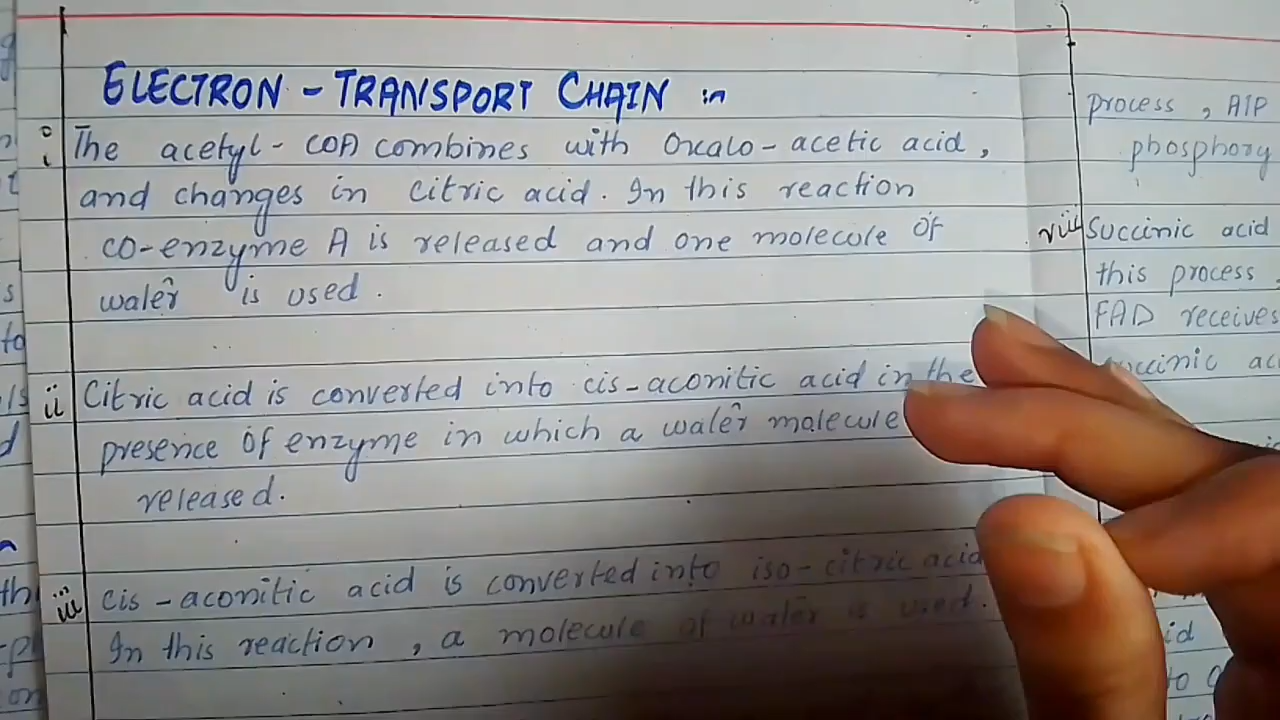 ELECTRON - TRANSPORT CHAIN :n
i The acetyl - COA combines with Oxalo - acetic acid,
and changes in citric acid. In this reaction
co-enzyme A is released and one molecule of
water is used.
ii Citric acid is converted into cis-aconitic acid in the
presence of enzyme in which a water molecule
released.
iii cis - aconitic acid is converted into iso - citric acid
In this reaction , a molecule of water is used.
process , ATP
phosphory
viii Succinic acid
this process
FAD receives